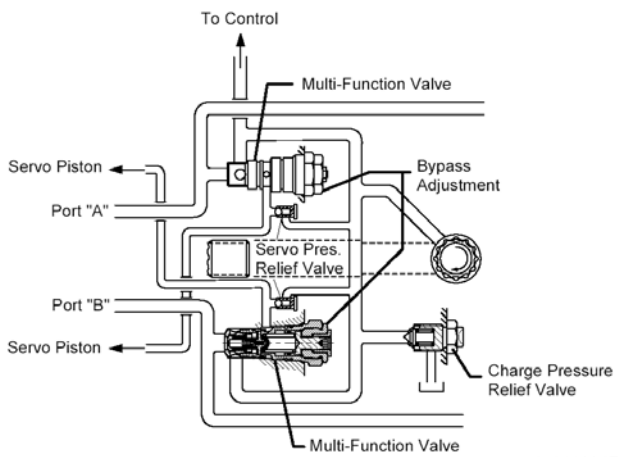 To Control
Multi-Function Valve
Servo Piston
Bypass
Adjustment
Port "A"
Servo Pres.
Relief Valve
Port "B"
Servo Piston
Charge Pressure
Relief Valve
Multi-Function Valve